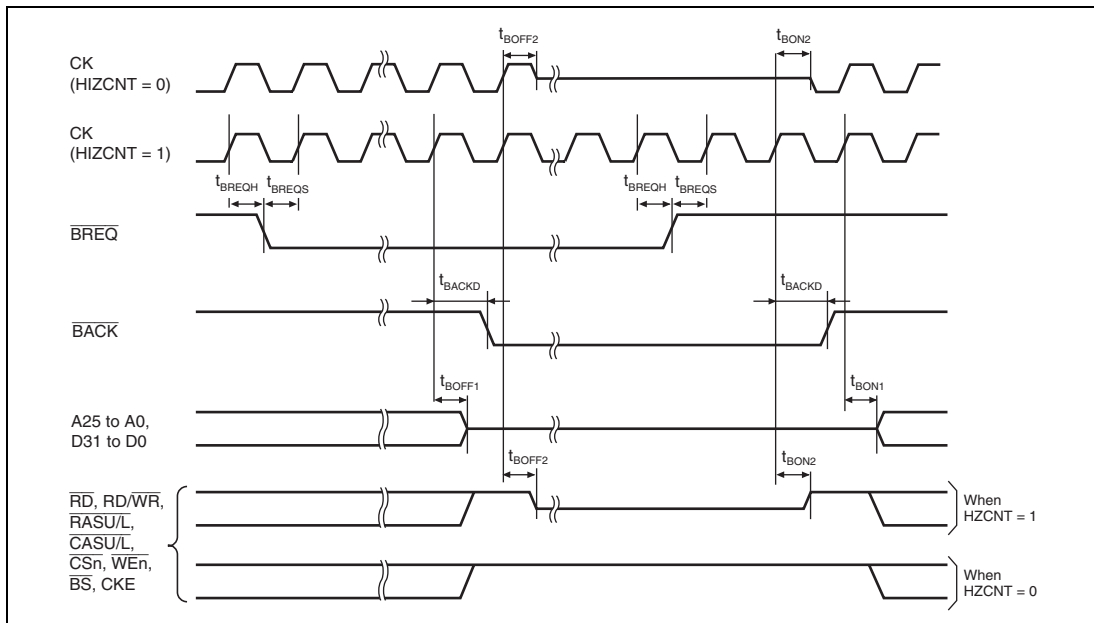 tBOFF2
tBON2
CK
(HIZCNT = 0)
CK
(HIZCNT = 1)
tBREQH
tBREQS
tBREQH
tBREQS
BREQ
tBACKD
tBACKD
BACK
tBOFF1
tBON1
A25 to A0,
D31 to D0
tBOFF2
tBON2
RD, RD/WR,
RASU/L,
CASU/L,
CSn, WEn,
BS, CKE
When
HZCNT = 1
When
HZCNT = 0